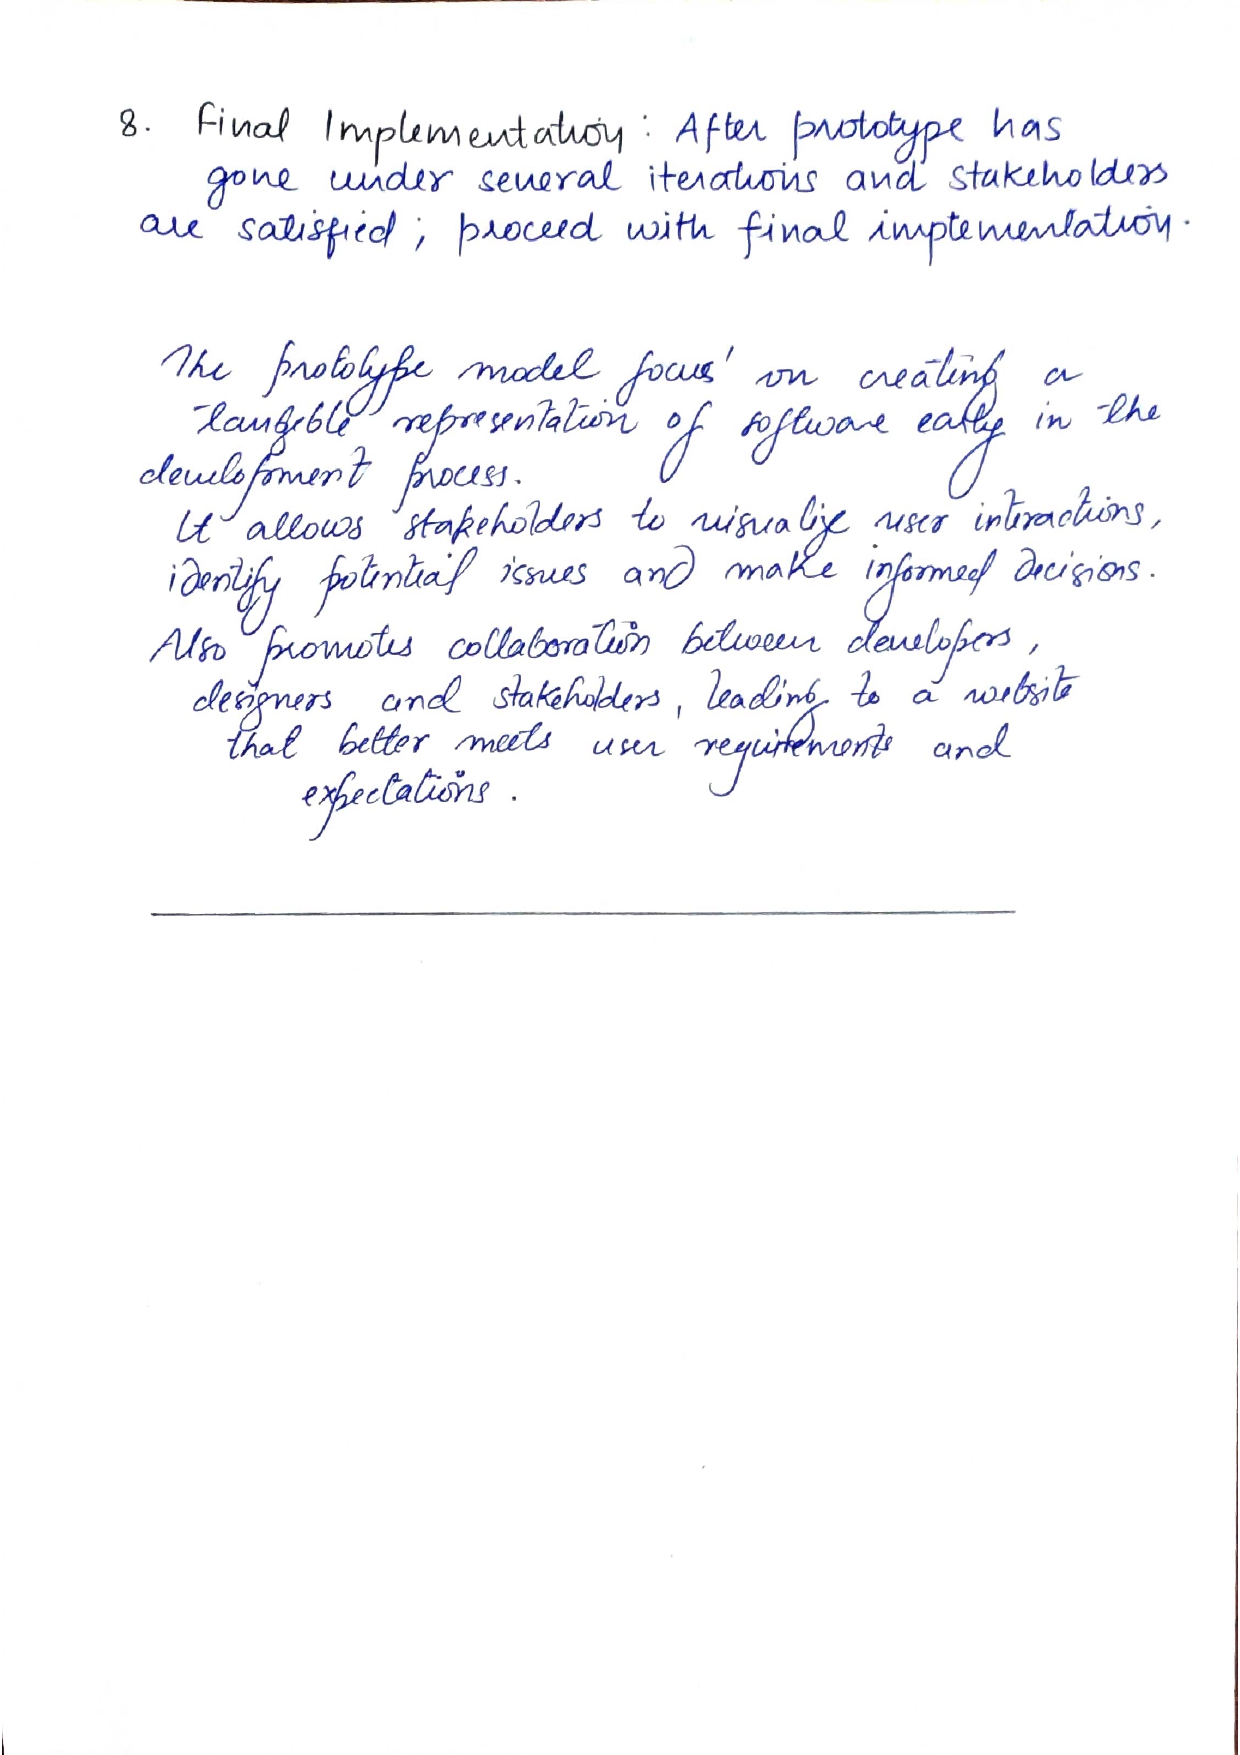 8. Final Implementation : After prototype has
gone under several iterations and stakeholders
are satisfied ; proceed with final implementation.
The prototype model focus' on creating a
tangible representation of software early in the
development process.
It allows stakeholders to visualize user interactions,
identify potential issues and make informed decisions.
Also promotes collaboration between developers,
designers and stakeholders, leading to a website
that better meets user requirements and
expectations.